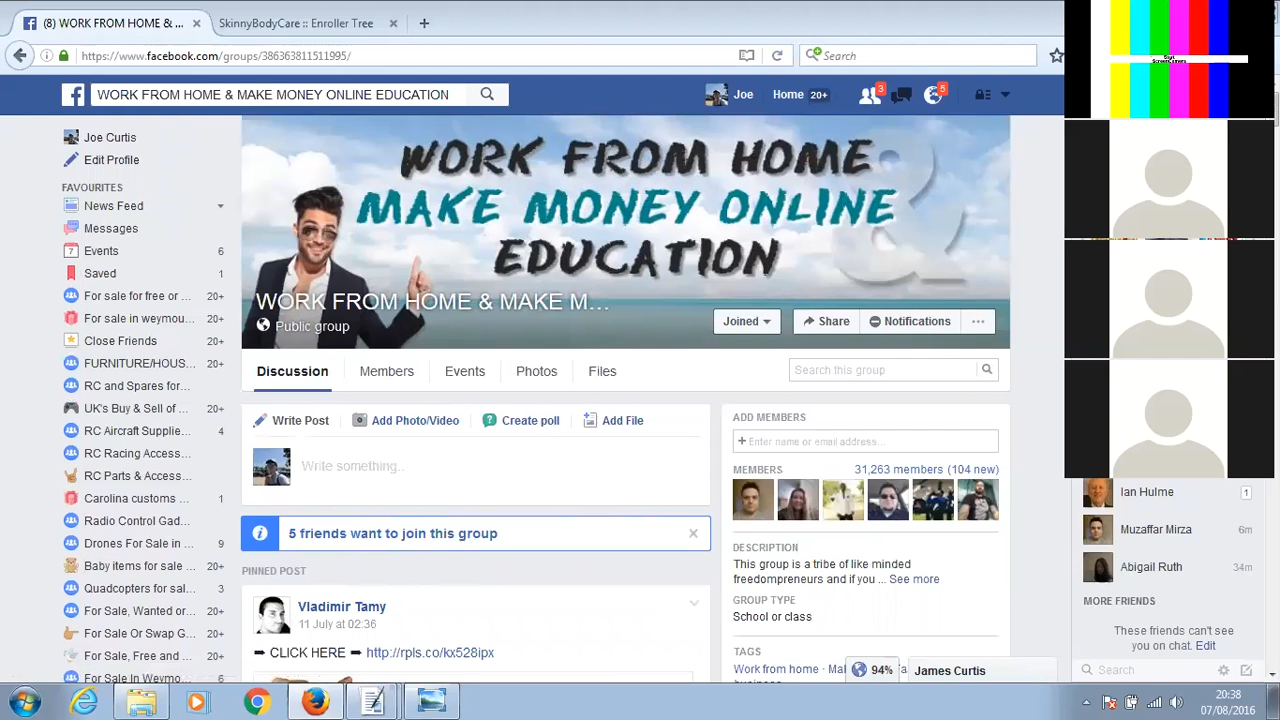 (8) WORK FROM HOME & ...
SkinnyBodyCare :: Enroller Tree
https://www.facebook.com/groups/386363811511995/
Search
WORK FROM HOME & MAKE MONEY ONLINE EDUCATION
Joe
Home 20+
3
5
Joe Curtis
Edit Profile
FAVOURITES
News Feed
Messages
Events 6
Saved 1
For sale for free or ... 20+
For sale in weymou... 20+
Close Friends 20+
FURNITURE/HOUS... 20+
RC and Spares for...
UK's Buy & Sell of ... 20+
RC Aircraft Supplie... 4
RC Racing Access...
RC Parts & Access...
Carolina customs ... 1
Radio Control Gad...
Drones For Sale in ... 9
Baby items for sale ...
Quadcopters for sal... 3
For Sale, Wanted or... 20+
For Sale Or Swap G... 20+
For Sale, Free and ... 20+
For Sale In Weymo... 6
WORK FROM HOME &
MAKE MONEY ONLINE
EDUCATION
WORK FROM HOME & MAKE M...
Public group
Joined
Share
Notifications
Discussion
Members
Events
Photos
Files
Search this group
Write Post
Add Photo/Video
Create poll
Add File
Write something..
5 friends want to join this group
PINNED POST
Vladimir Tamy
11 July at 02:36
CLICK HERE
http://rpls.co/kx528ipx
ADD MEMBERS
+ Enter name or email address...
MEMBERS
31,263 members (104 new)
DESCRIPTION
This group is a tribe of like minded
freedompreneurs and if you ... See more
GROUP TYPE
School or class
TAGS
Work from home ·
94%
James Curtis
Ian Hulme 1
Muzaffar Mirza 6m
Abigail Ruth 34m
MORE FRIENDS
These friends can't see
you on chat. Edit
Search
20:38
07/08/2016